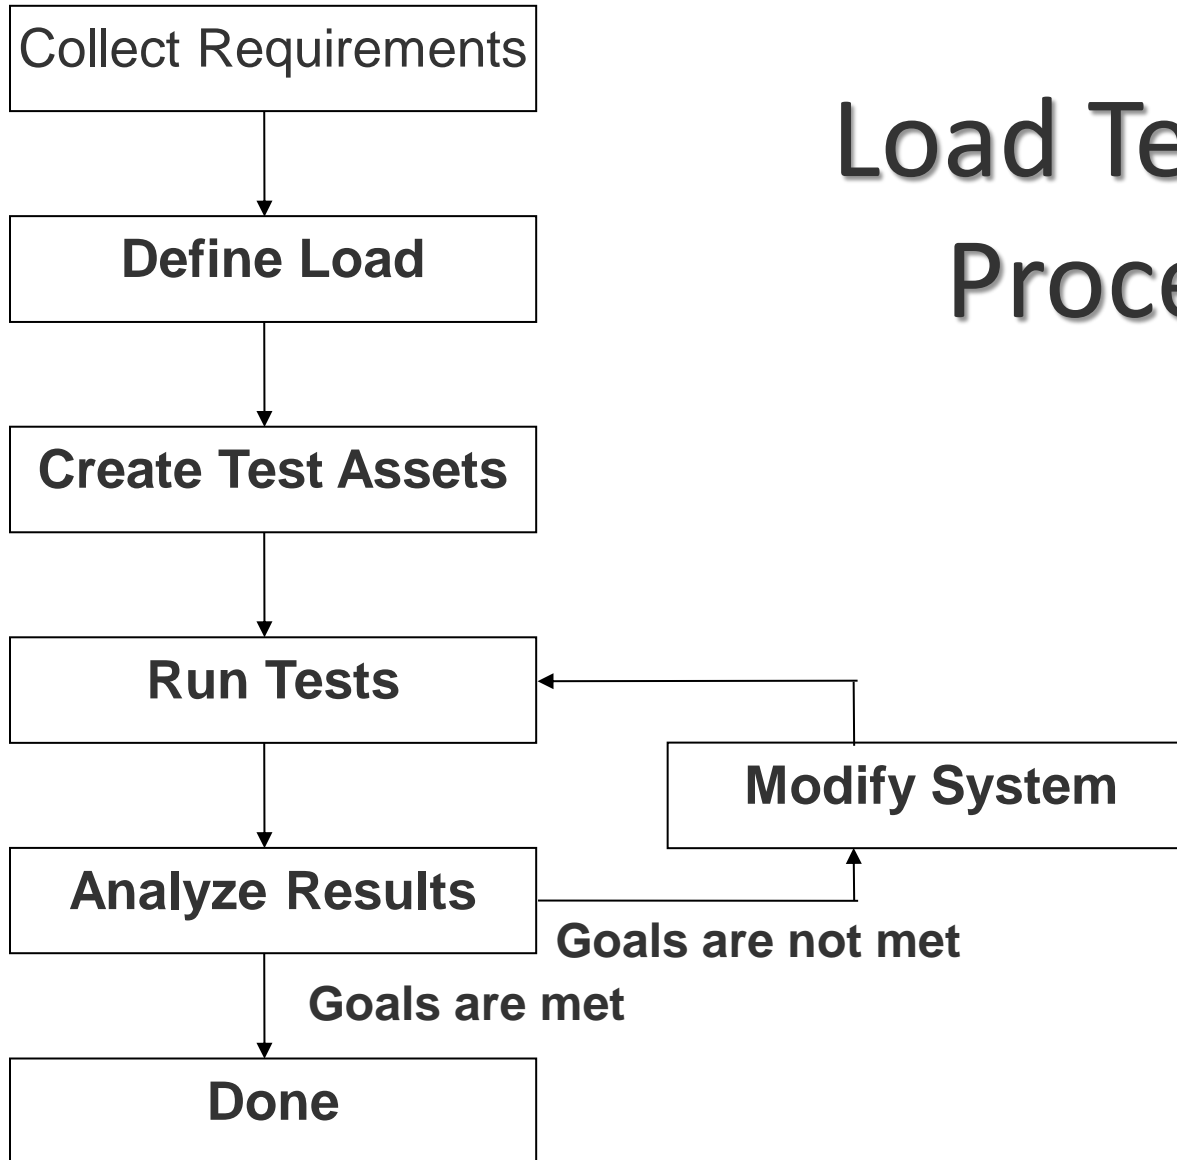 Collect Requirements
Load Te
Proce
Define Load
Create Test Assets
Run Tests
Modify System
Analyze Results
Goals are not met
Goals are met
Done